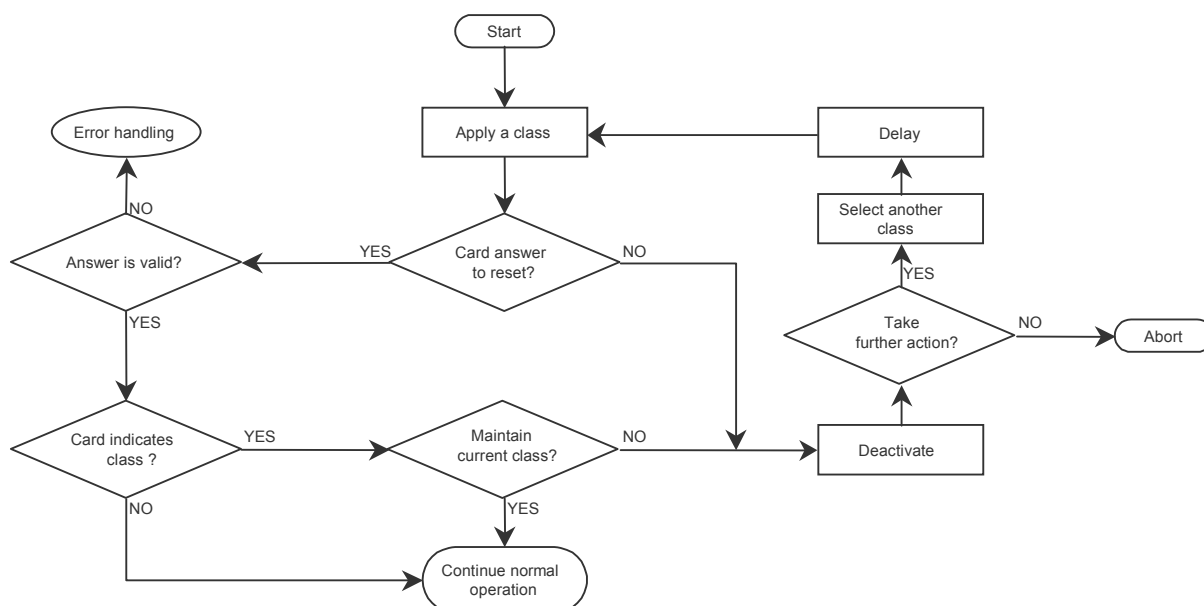 Start
Error handling
Apply a class
Delay
NO
Select another
class
YES
Card answer
to reset?
NO
Answer is valid?
YES
YES
Take
further action?
NO
Abort
Card indicates
class ?
YES
Maintain
current class?
NO
Deactivate
NO
YES
Continue normal
operation